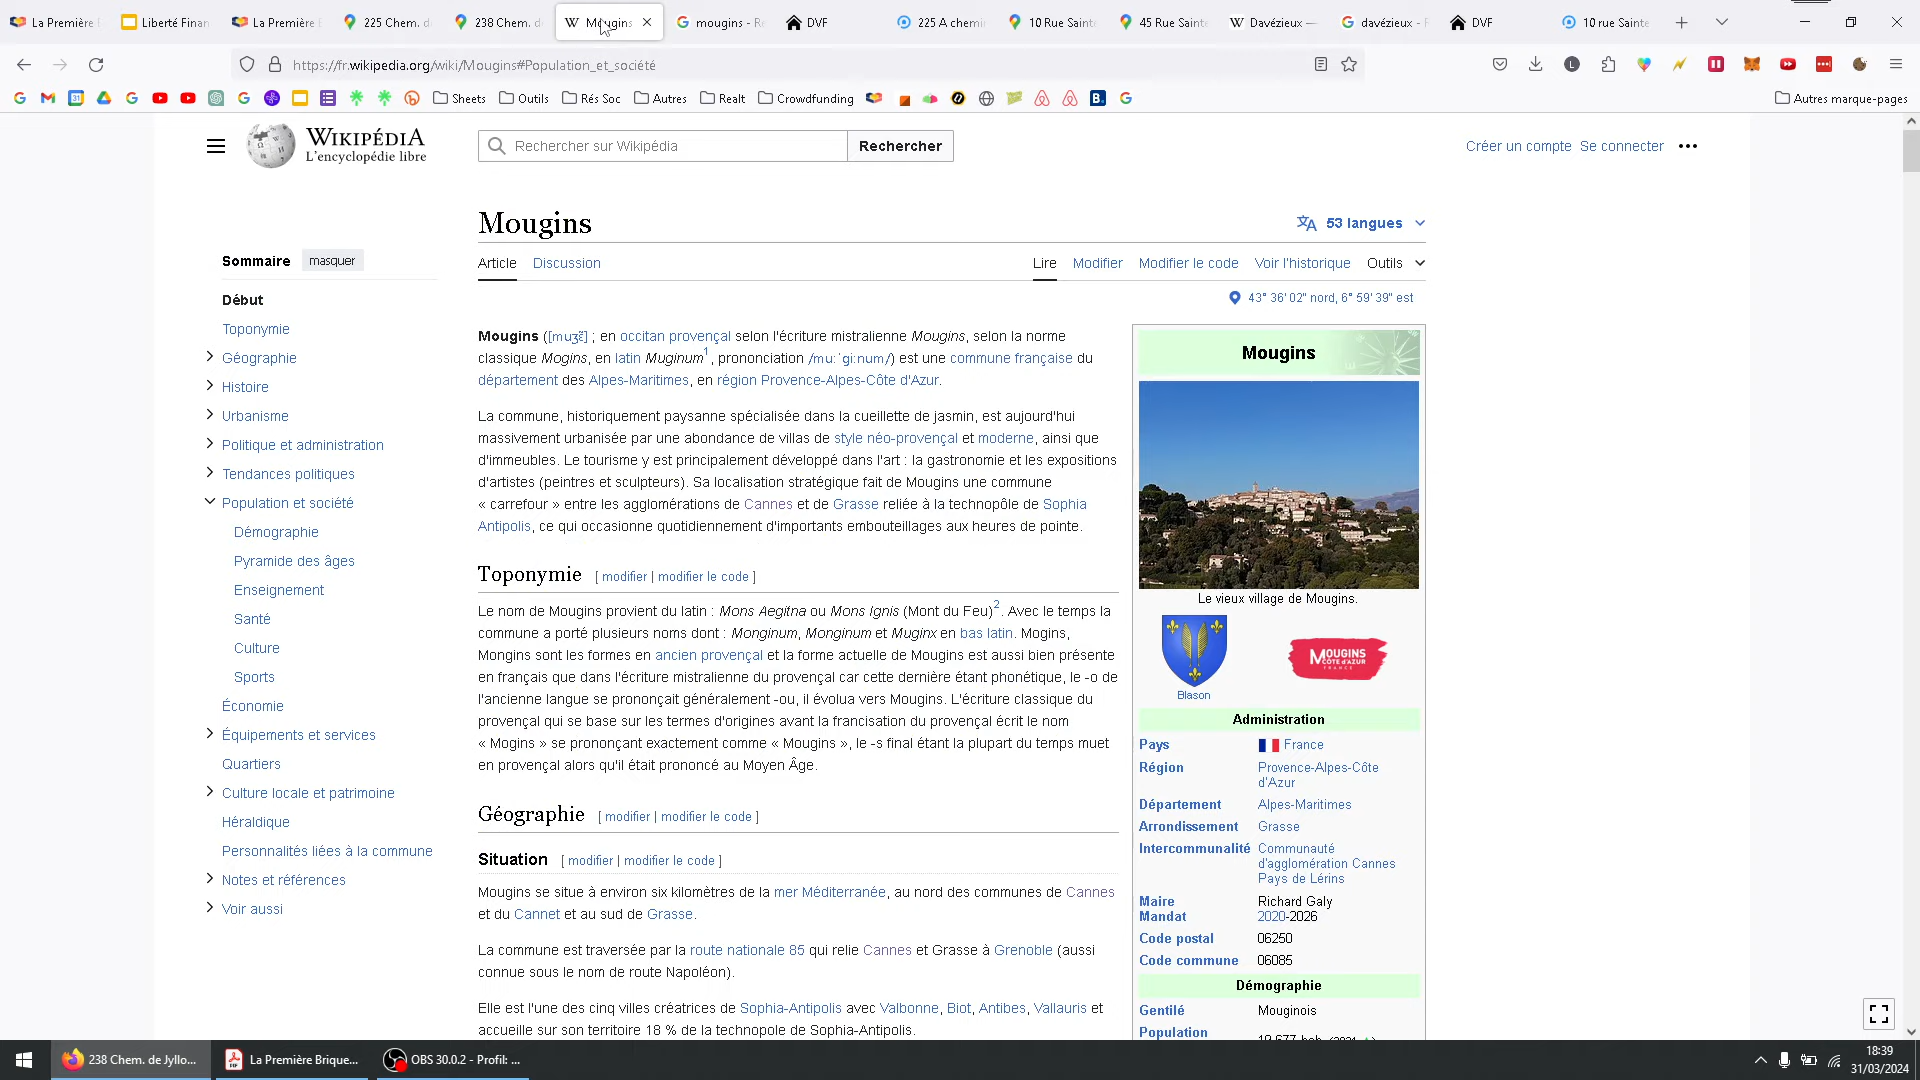 La Première
Liberté Finan
La Première
225 Chem. d
238 Chem. d
W Mougins
mougins - Re
DVF
225 A chemi
10 Rue Sainte
45 Rue Sainte
W Davézieux —
davézieux - R
DVF
10 rue Sainte
https://fr.wikipedia.org/wiki/Mougins#Population_et_société
Sheets
Outils
Rés Soc
Autres
Realt
Crowdfunding
Autres marque-pages
WIKIPÉDIA
L'encyclopédie libre
Rechercher sur Wikipédia
Rechercher
Créer un compte Se connecter
Mougins
53 langues
Sommaire masquer
Article Discussion
Lire Modifier Modifier le code Voir l'historique Outils
43° 36′ 02″ nord, 6° 59′ 39″ est
Début
Toponymie
Géographie
Histoire
Urbanisme
Politique et administration
Tendances politiques
Population et société
Démographie
Pyramide des âges
Enseignement
Santé
Culture
Sports
Économie
Équipements et services
Quartiers
Culture locale et patrimoine
Héraldique
Personnalités liées à la commune
Notes et références
Voir aussi
Mougins ([muʒɛ̃] ; en occitan provençal selon l'écriture mistralienne Mougins, selon la norme
classique Mogins, en latin Muginum1, prononciation /muːˈɡiːnum/) est une commune française du
département des Alpes-Maritimes, en région Provence-Alpes-Côte d'Azur.
La commune, historiquement paysanne spécialisée dans la cueillette de jasmin, est aujourd'hui
massivement urbanisée par une abondance de villas de style néo-provençal et moderne, ainsi que
d'immeubles. Le tourisme y est principalement développé dans l'art : la gastronomie et les expositions
d'artistes (peintres et sculpteurs). Sa localisation stratégique fait de Mougins une commune
« carrefour » entre les agglomérations de Cannes et de Grasse reliée à la technopôle de Sophia
Antipolis, ce qui occasionne quotidiennement d'importants embouteillages aux heures de pointe.
Toponymie [ modifier | modifier le code ]
Le nom de Mougins provient du latin : Mons Aegitna ou Mons Ignis (Mont du Feu)2. Avec le temps la
commune a porté plusieurs noms dont : Monginum, Monginum et Muginx en bas latin. Mogins,
Mongins sont les formes en ancien provençal et la forme actuelle de Mougins est aussi bien présente
en français que dans l'écriture mistralienne du provençal car cette dernière étant phonétique, le -o de
l'ancienne langue se prononçait généralement -ou, il évolua vers Mougins. L'écriture classique du
provençal qui se base sur les termes d'origines avant la francisation du provençal écrit le nom
« Mogins » se prononçant exactement comme « Mougins », le -s final étant la plupart du temps muet
en provençal alors qu'il était prononcé au Moyen Âge.
Géographie [ modifier | modifier le code ]
Situation [ modifier | modifier le code ]
Mougins se situe à environ six kilomètres de la mer Méditerranée, au nord des communes de Cannes
et du Cannet et au sud de Grasse.
La commune est traversée par la route nationale 85 qui relie Cannes et Grasse à Grenoble (aussi
connue sous le nom de route Napoléon).
Elle est l'une des cinq villes créatrices de Sophia-Antipolis avec Valbonne, Biot, Antibes, Vallauris et
accueille sur son territoire 18 % de la technopole de Sophia-Antipolis.
Mougins
Le vieux village de Mougins.
MOUGINS
CÔTE D'AZUR
FRANCE
Blason
Administration
Pays France
Région Provence-Alpes-Côte
d'Azur
Département Alpes-Maritimes
Arrondissement Grasse
Intercommunalité Communauté
d'agglomération Cannes
Pays de Lérins
Maire Richard Galy
Mandat 2020-2026
Code postal 06250
Code commune 06085
Démographie
Gentilé Mouginois
Population
238 Chem. de Jyllo...
La Première Brique...
OBS 30.0.2 - Profil: ...
18:39
31/03/2024